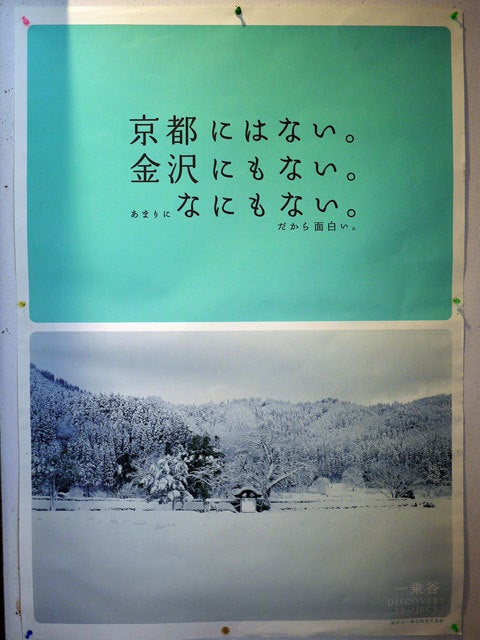 京都にはない。
金沢にもない。
あまりに なにもない。
だから面白い。
一乗谷
DISCOVERY
PROJECT